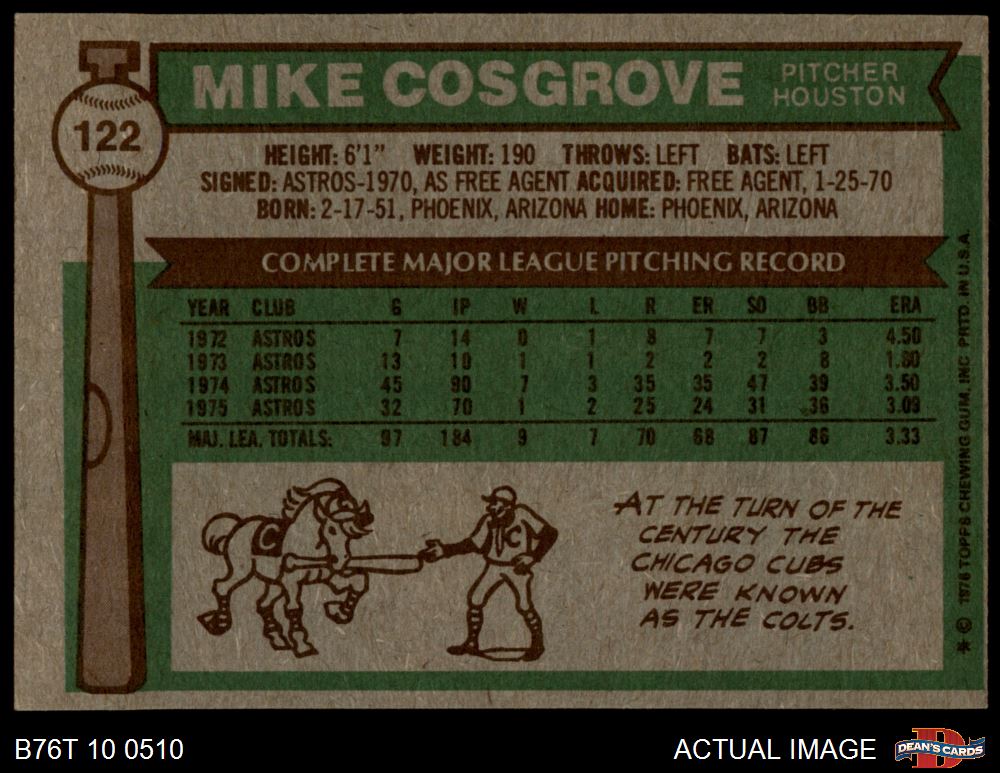 MIKE COSGROVE
PITCHER
HOUSTON
122
HEIGHT: 6'1" WEIGHT: 190 THROWS: LEFT BATS: LEFT
SIGNED: ASTROS-1970, AS FREE AGENT ACQUIRED: FREE AGENT, 1-25-70
BORN: 2-17-51, PHOENIX, ARIZONA HOME: PHOENIX, ARIZONA
COMPLETE MAJOR LEAGUE PITCHING RECORD
YEAR CLUB G IP W L R ER SO BB ERA
1972 ASTROS 7 14 0 1 8 7 7 3 4.50
1973 ASTROS 13 10 1 1 2 2 2 8 1.80
1974 ASTROS 45 90 7 3 35 35 47 39 3.50
1975 ASTROS 32 70 1 2 25 24 31 36 3.09
MAJ. LEA. TOTALS: 97 184 9 7 70 68 87 86 3.33
C
C
AT THE TURN OF THE
CENTURY THE
CHICAGO CUBS
WERE KNOWN
AS THE COLTS.
* © 1976 TOPPS CHEWING GUM, INC PRTD. IN U.S.A.
B76T 10 0510
ACTUAL IMAGE
D
DEAN'S CARDS